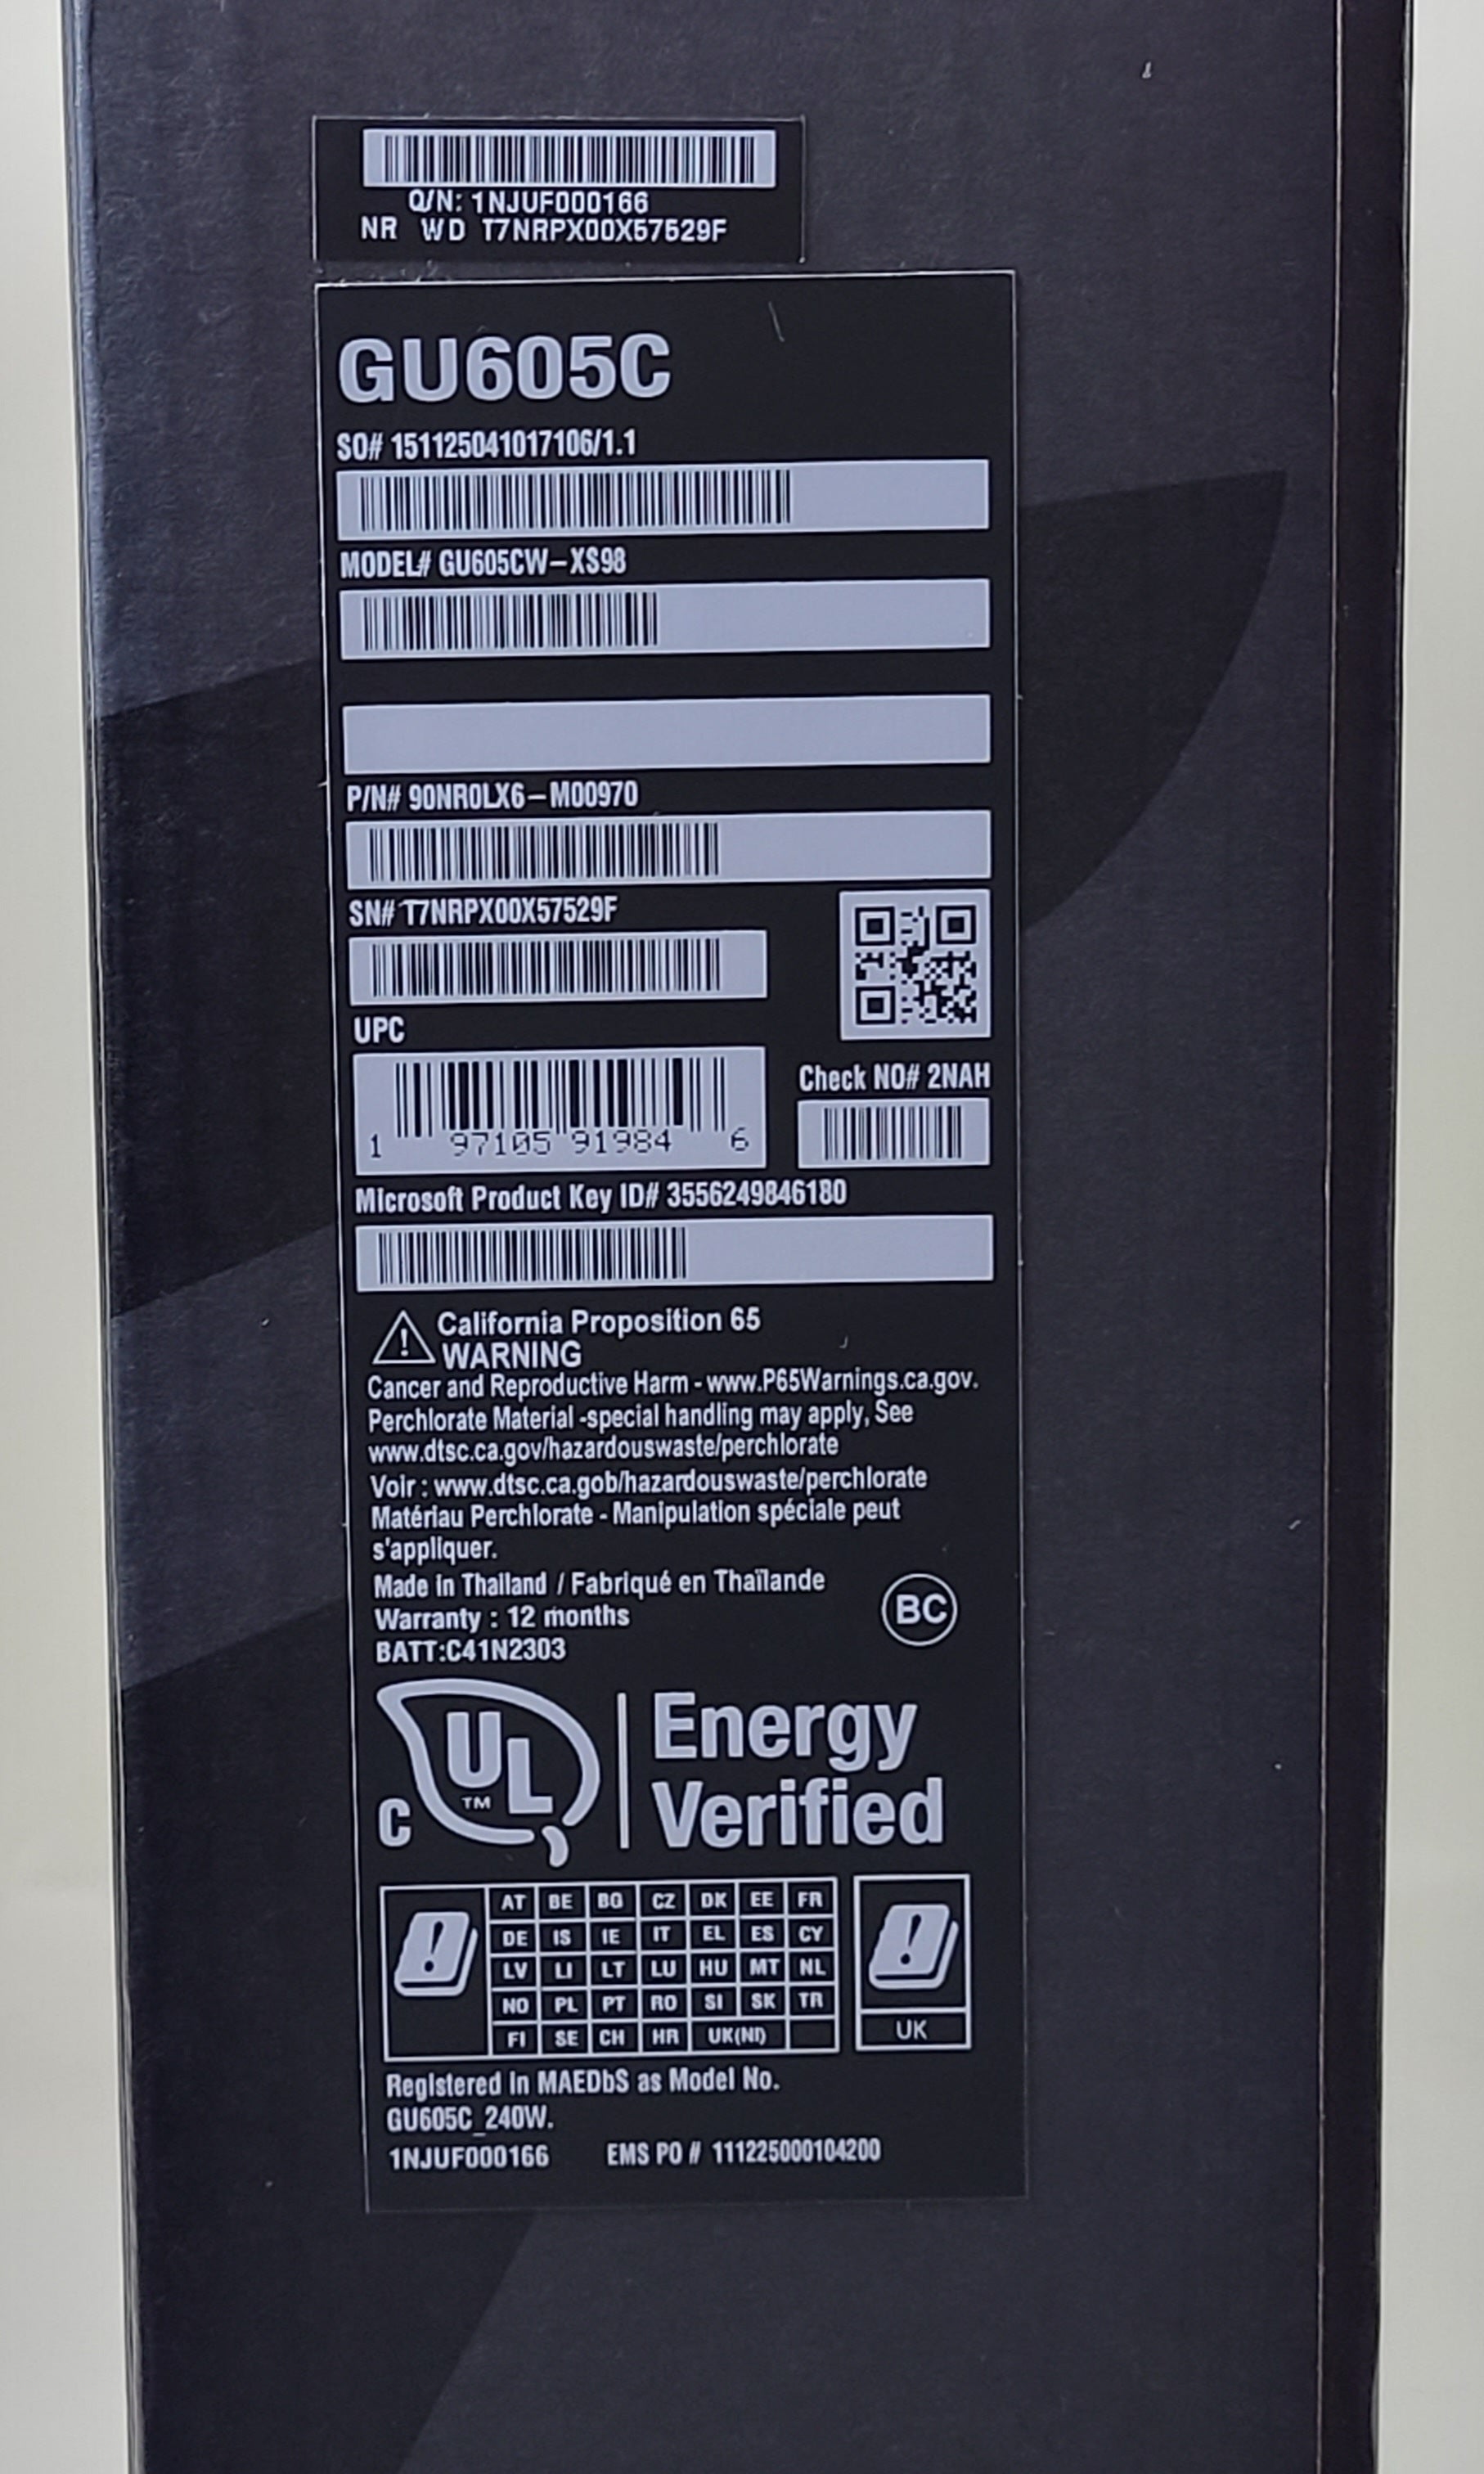 Q/N: 1NJUF000166
NR WD T7NRPX00X57529F
GU605C
SO# 151125041017106/1.1
MODEL# GU605CW-XS98
P/N# 90NR0LX6-M00970
SN# T7NRPX00X57529F
UPC
1 97105 91984 6
Check NO# 2NAH
Microsoft Product Key ID# 3556249846180
California Proposition 65
WARNING
Cancer and Reproductive Harm - www.P65Warnings.ca.gov.
Perchlorate Material -special handling may apply, See
www.dtsc.ca.gov/hazardouswaste/perchlorate
Voir : www.dtsc.ca.gob/hazardouswaste/perchlorate
Matériau Perchlorate - Manipulation spéciale peut
s'appliquer.
Made in Thailand / Fabriqué en Thaïlande
Warranty : 12 months
BATT:C41N2303
BC
C UL TM Energy
Verified
AT BE BG CZ DK EE FR
DE IS IE IT EL ES CY
LV LI LT LU HU MT NL
NO PL PT RO SI SK TR
FI SE CH HR UK(NI)
UK
Registered in MAEDbS as Model No.
GU605C_240W.
1NJUF000166 EMS PO # 111225000104200